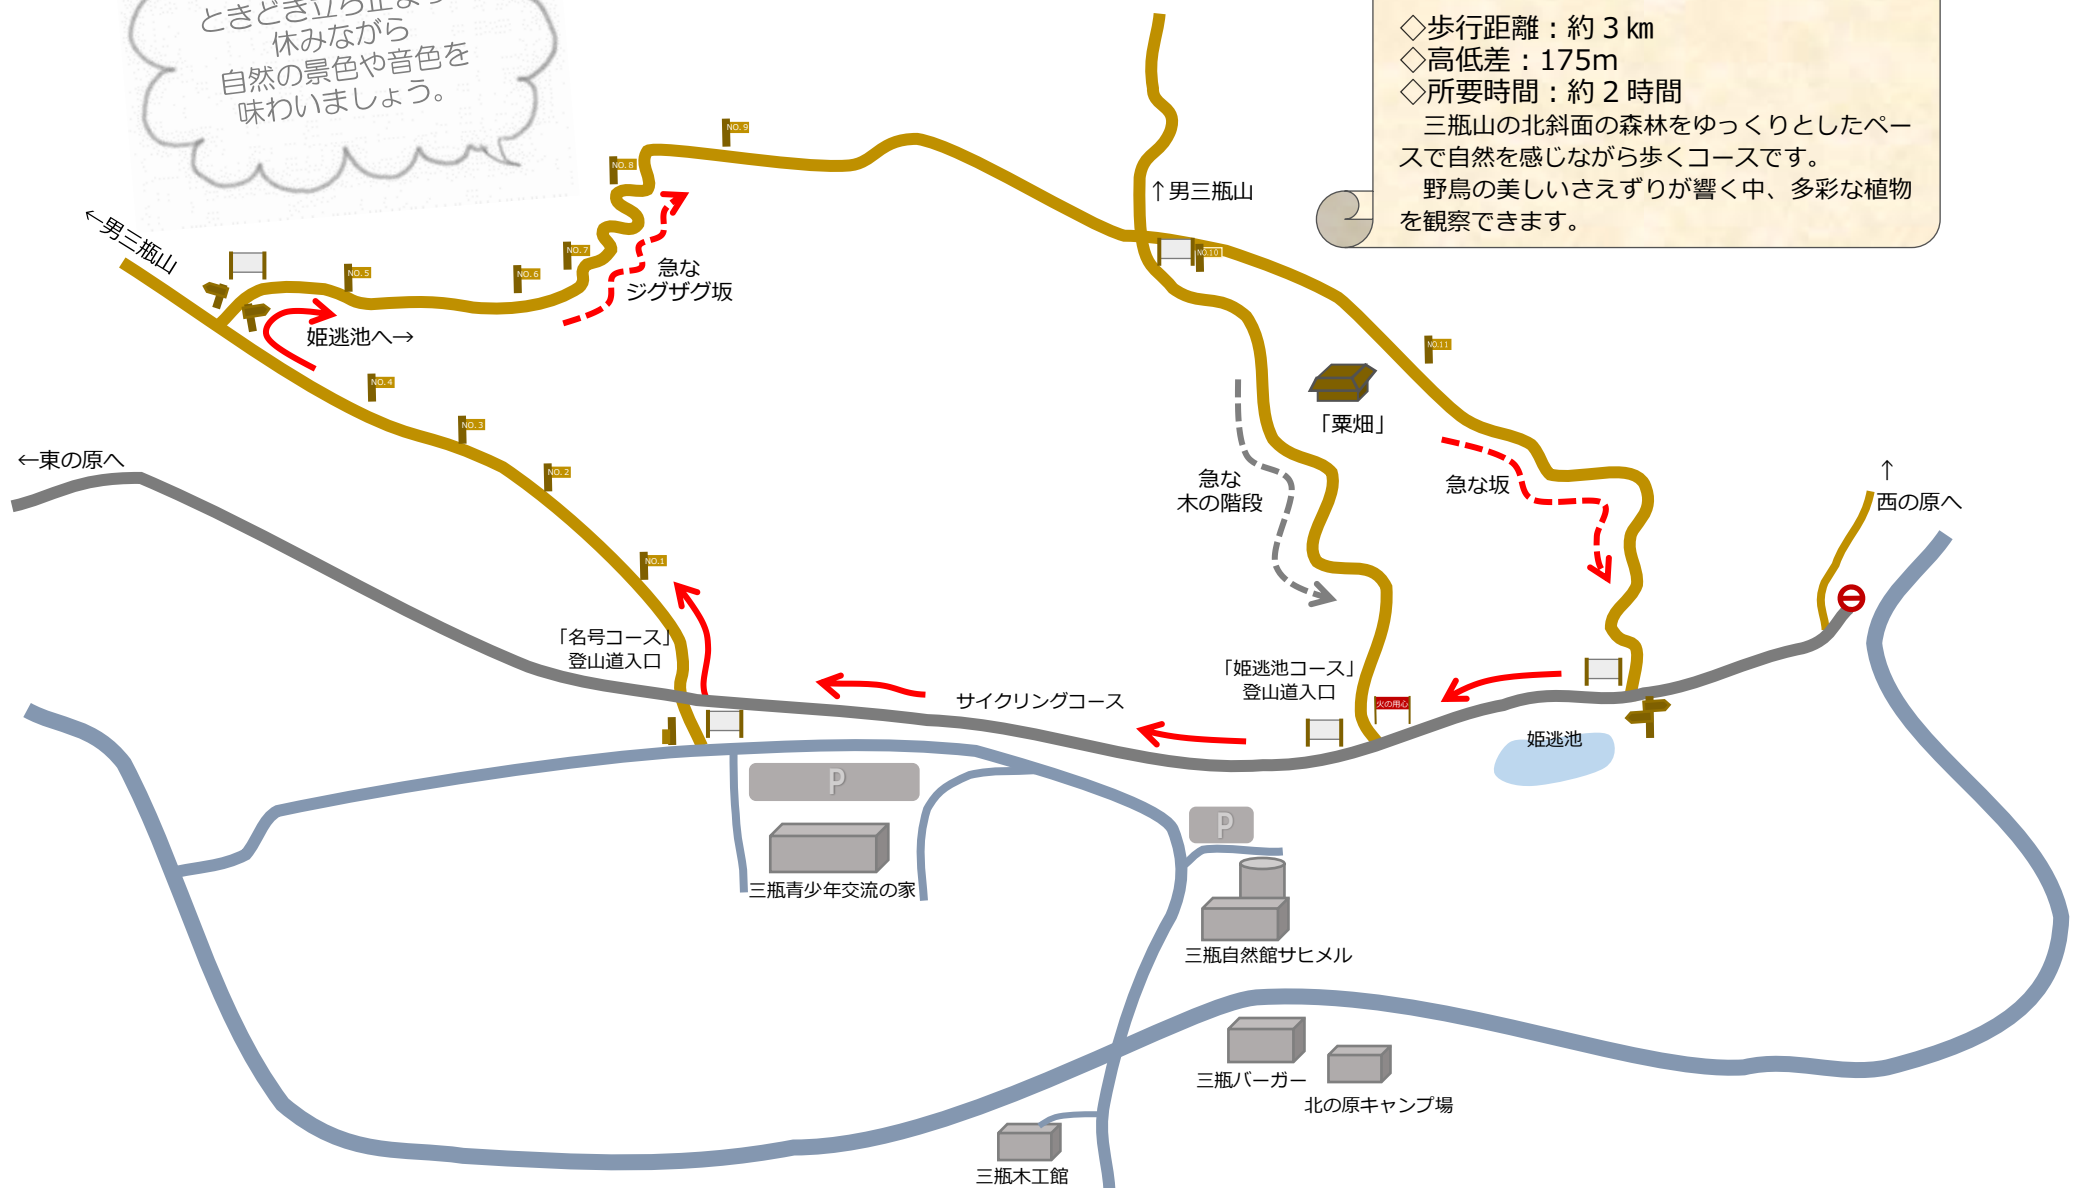 ときどき立ち止まっ
休みながら
自然の景色や音色を
味わいましょう。
◇歩行距離：約３㎞
◇高低差：175m
◇所要時間：約２時間
　三瓶山の北斜面の森林をゆっくりとしたペー
スで自然を感じながら歩くコースです。
　野鳥の美しいさえずりが響く中、多彩な植物
を観察できます。
NO.9
NO.8
↑男三瓶山
←男三瓶山
NO.7
NO.10
NO.5
NO.6
急な
ジグザグ坂
姫逃池へ→
NO.11
NO.4
「粟畑」
NO.3
←東の原へ
NO.2
急な
木の階段
急な坂
↑
西の原へ
NO.1
「名号コース」
登山道入口
「姫逃池コース」
登山道入口
サイクリングコース
火の用心
姫逃池
P
P
三瓶青少年交流の家
三瓶自然館サヒメル
三瓶バーガー
北の原キャンプ場
三瓶木工館